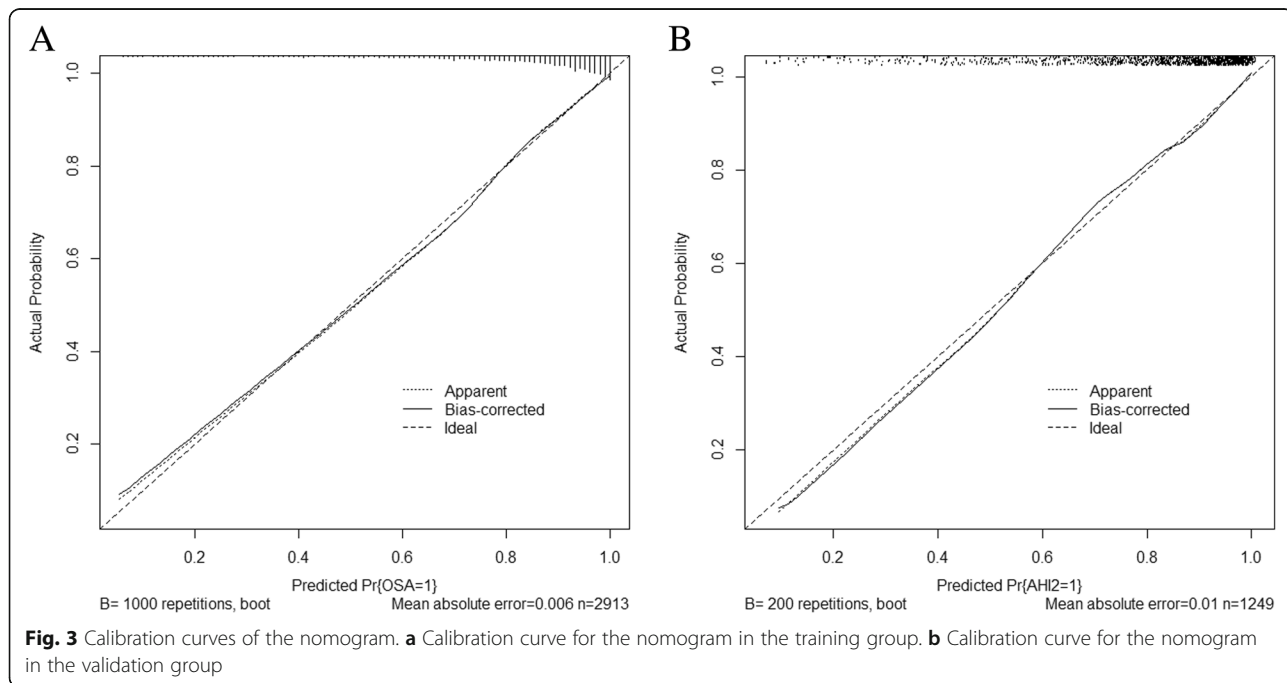 A
1.0
0.8
0.6
0.4
0.2
Actual Probability
Apparent
Bias-corrected
Ideal
0.2 0.4 0.6 0.8 1.0
Predicted Pr{OSA=1}
B= 1000 repetitions, boot Mean absolute error=0.006 n=2913
B
1.0
0.8
0.6
0.4
0.2
Actual Probability
Apparent
Bias-corrected
Ideal
0.2 0.4 0.6 0.8 1.0
Predicted Pr{AHI2=1}
B= 200 repetitions, boot Mean absolute error=0.01 n=1249
Fig. 3 Calibration curves of the nomogram. a Calibration curve for the nomogram in the training group. b Calibration curve for the nomogram
in the validation group